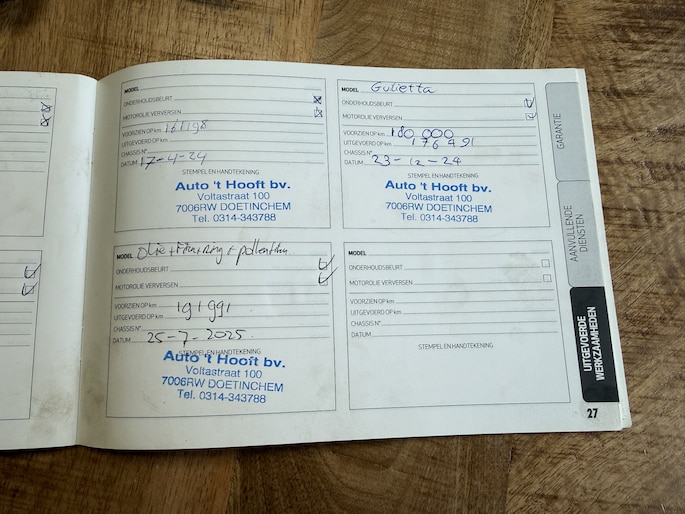 MODEL
ONDERHOUDSBEURT
MOTOROLIE VERVERSEN
VOORZIEN OP km 161198
UITGEVOERD OP km
CHASSIS N°
DATUM 17-4-24
STEMPEL EN HANDTEKENING
Auto 't Hooft bv.
Voltastraat 100
7006RW DOETINCHEM
Tel. 0314-343788
MODEL Gulietta
ONDERHOUDSBEURT
MOTOROLIE VERVERSEN
VOORZIEN OP km 180 000
UITGEVOERD OP km 176491
CHASSIS N°
DATUM 23-12-24
STEMPEL EN HANDTEKENING
Auto 't Hooft bv.
Voltastraat 100
7006RW DOETINCHEM
Tel. 0314-343788
MODEL olie + Filter + Ring +
ONDERHOUDSBEURT
MOTOROLIE VERVERSEN
VOORZIEN OP km 191991
UITGEVOERD OP km
CHASSIS N°
DATUM 25-7-2025
STEMPEL EN HANDTEKENING
Auto 't Hooft bv.
Voltastraat 100
7006RW DOETINCHEM
Tel. 0314-343788
MODEL
ONDERHOUDSBEURT
MOTOROLIE VERVERSEN
VOORZIEN OP km
UITGEVOERD OP km
CHASSIS N°
DATUM
STEMPEL EN HANDTEKENING
GARANTIE
AANVULLENDE
DIENSTEN
UITGEVOERDE
WERKZAAMHEDEN
27